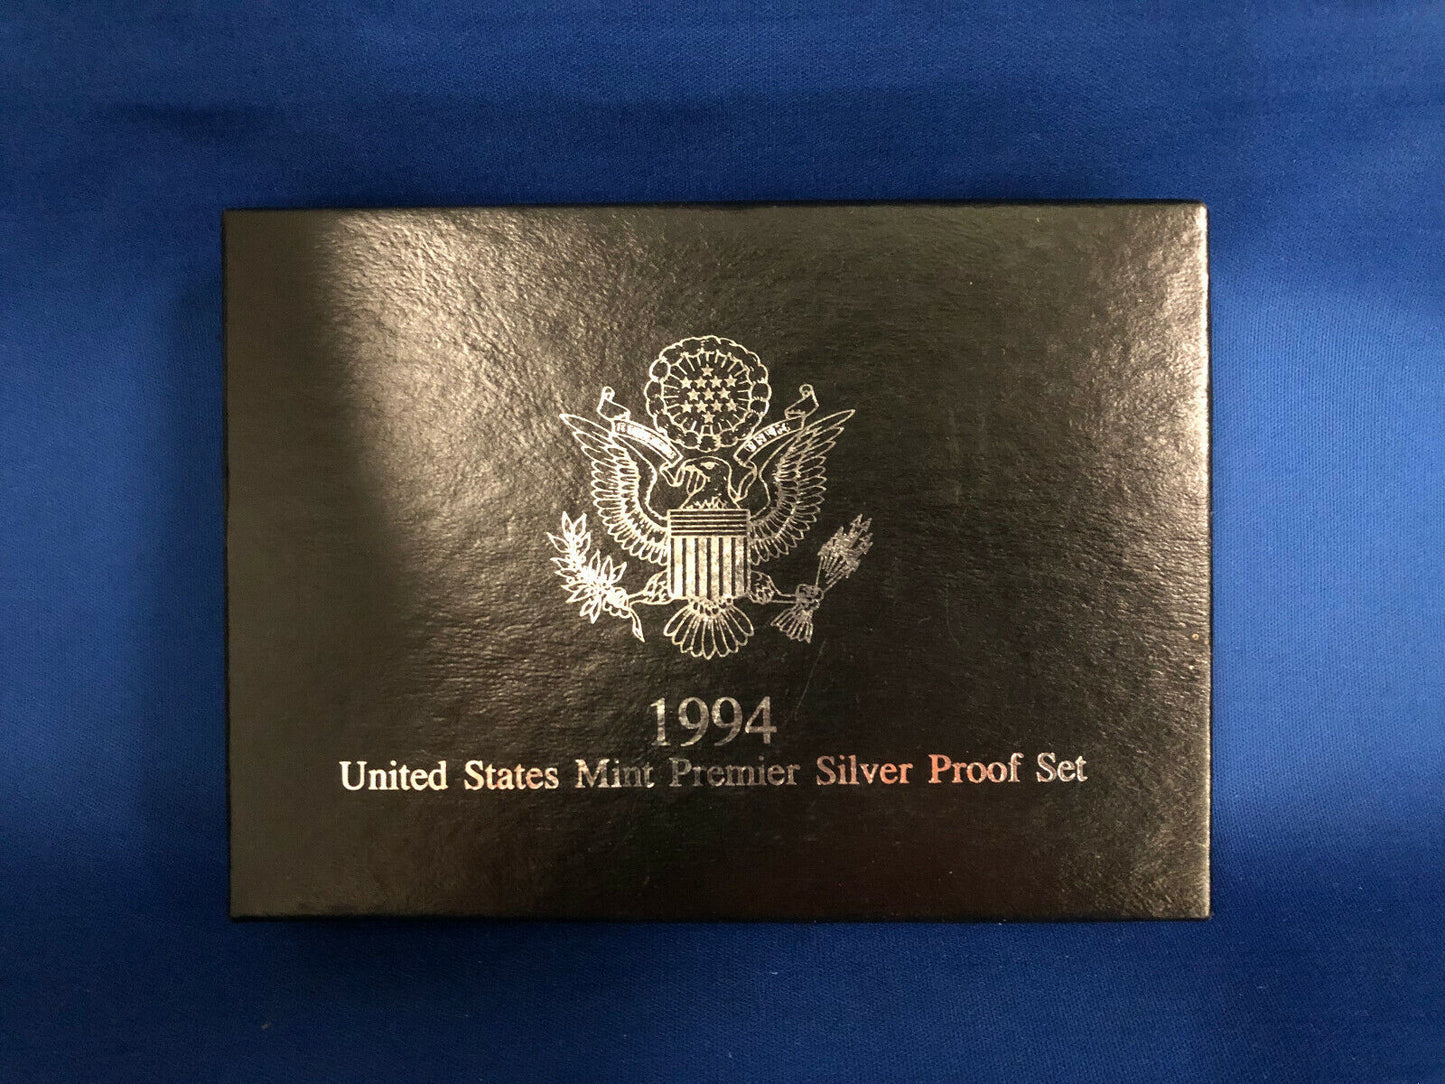 1994
United States Mint Premier Silver Proof Set